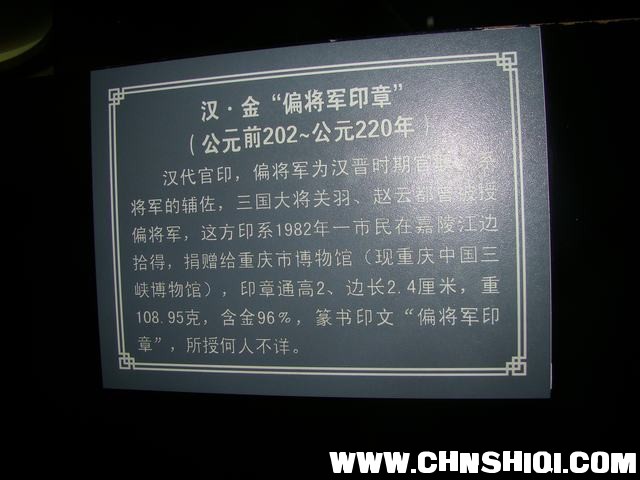 汉·金“偏将军印章”
（公元前202~公元220年）
汉代官印，偏将军为汉晋时期官职，系
将军的辅佐，三国大将关羽、赵云都曾被授
偏将军，这方印系1982年一市民在嘉陵江边
拾得，捐赠给重庆市博物馆（现重庆中国三
峡博物馆），印章通高2、边长2.4厘米，重
108.95克，含金96%，篆书印文“偏将军印
章”，所授何人不详。
WWW.CHNSHIQI.COM